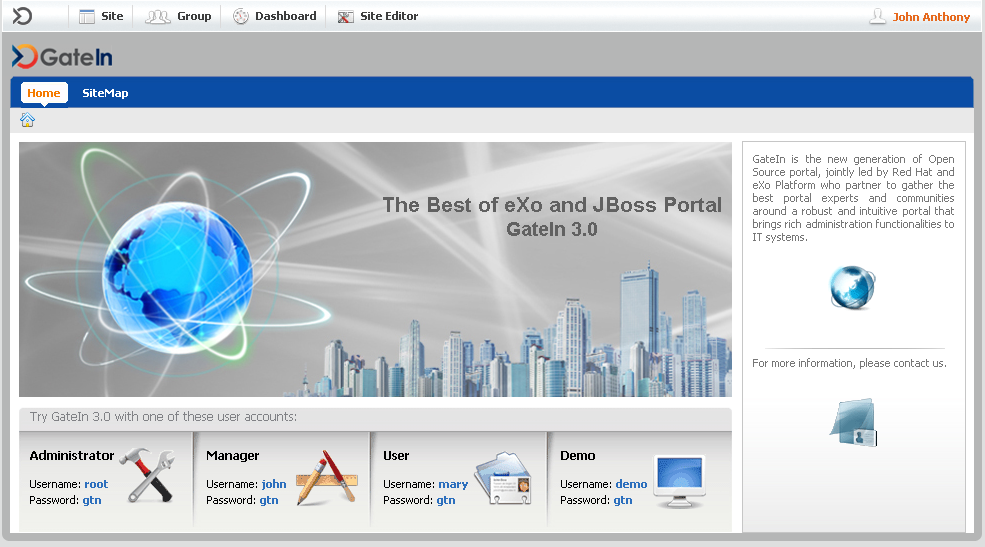 Site Group Dashboard Site Editor John Anthony
GateIn
Home SiteMap
The Best of eXo and JBoss Portal
GateIn 3.0
GateIn is the new generation of Open
Source portal, jointly led by Red Hat and
eXo Platform who partner to gather the
best portal experts and communities
around a robust and intuitive portal that
brings rich administration functionalities to
IT systems.
For more information, please contact us.
Try GateIn 3.0 with one of these user accounts:
Administrator
Username: root
Password: gtn
Manager
Username: john
Password: gtn
User
Username: mary
Password: gtn
Demo
Username: demo
Password: gtn